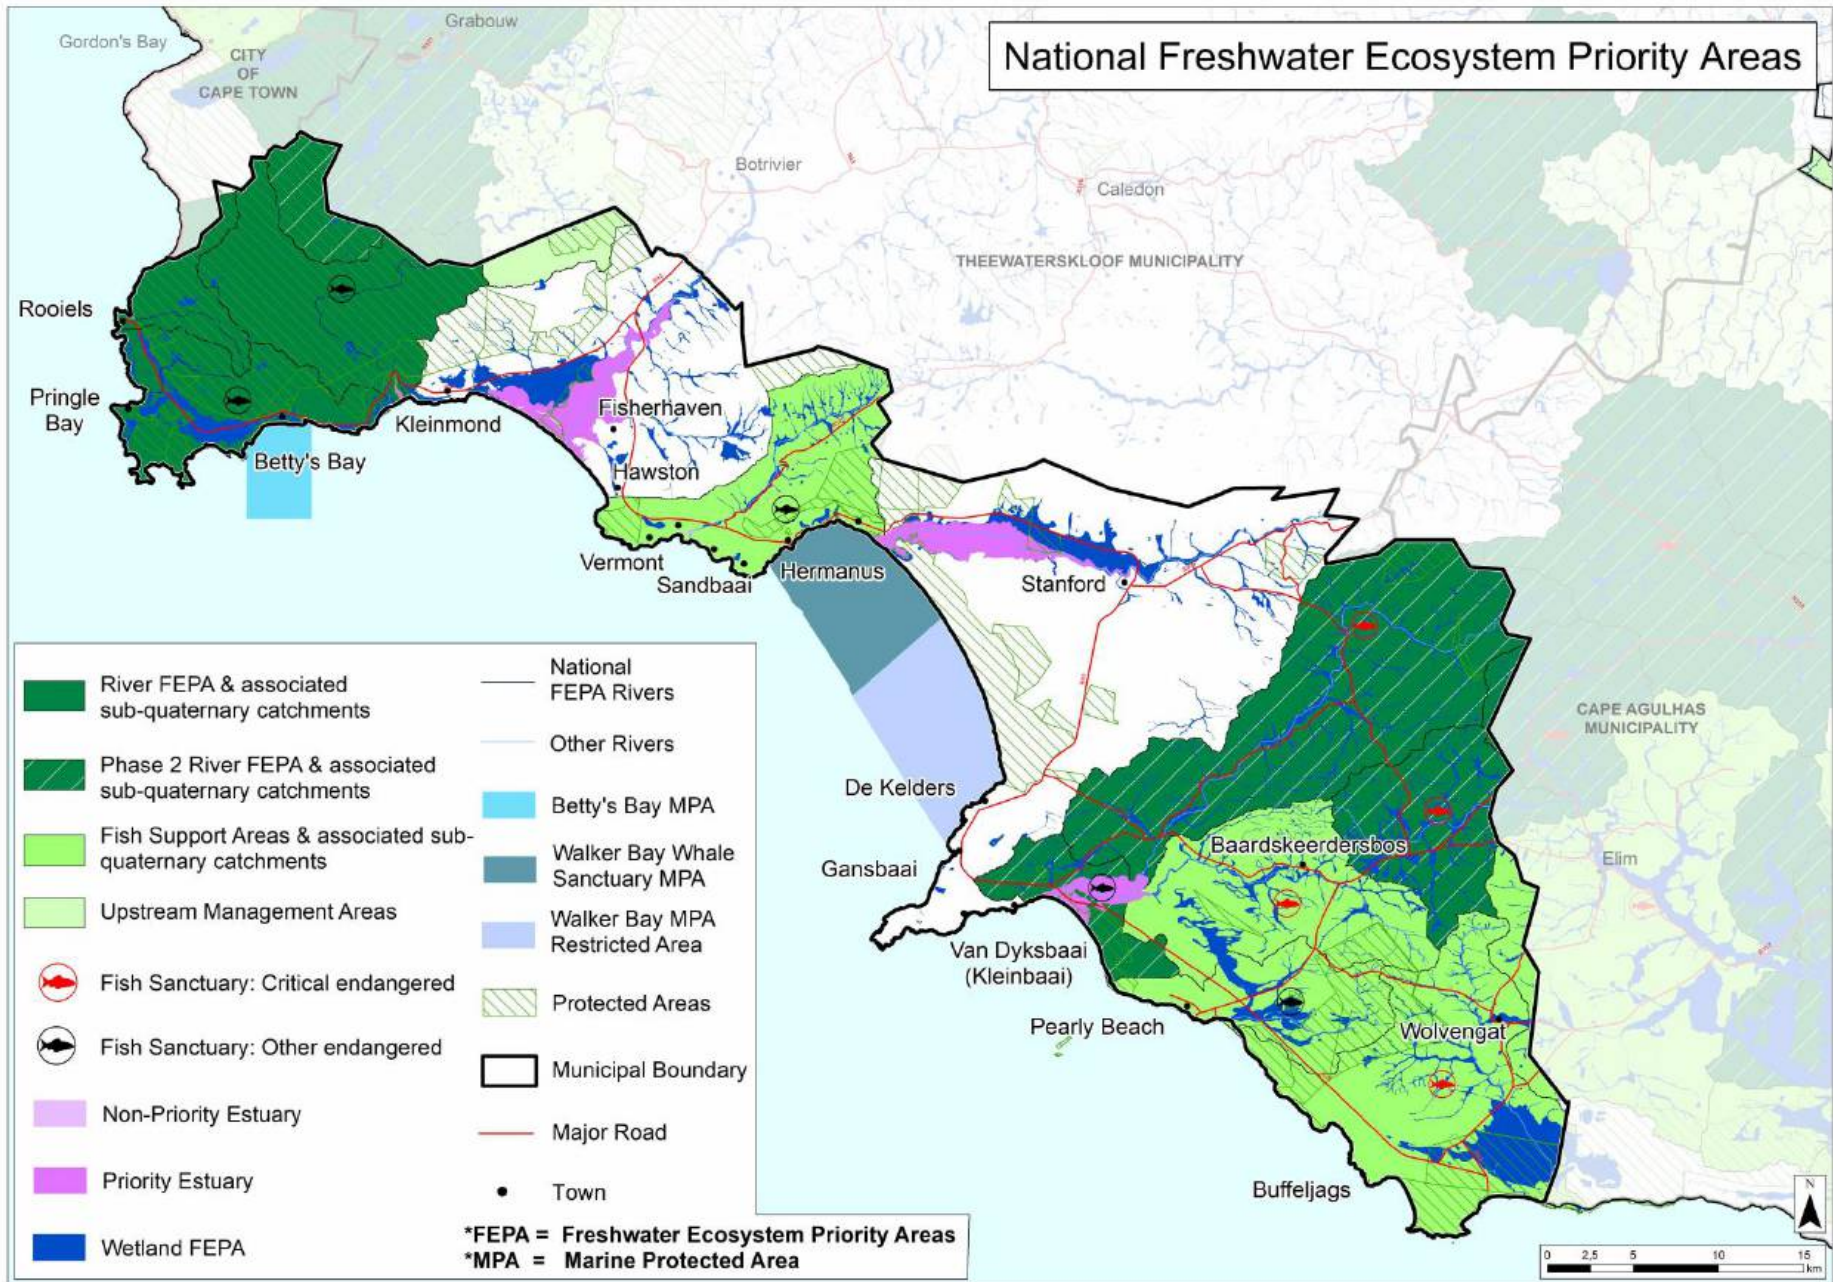 National Freshwater Ecosystem Priority Areas
Grabouw
Gordon's Bay
CITY
OF
CAPE TOWN
Botrivier
Caledon
THEEWATERSKLOOF MUNICIPALITY
Rooiels
Pringle
Bay
Betty's Bay
Kleinmond
Fisherhaven
Hawston
Vermont
Sandbaai
Hermanus
Stanford
CAPE AGULHAS
MUNICIPALITY
De Kelders
Baardskeerdersbos
Elim
Gansbaai
Van Dyksbaai
(Kleinbaai)
Pearly Beach
Wolvengat
Buffeljags
River FEPA & associated
sub-quaternary catchments
Phase 2 River FEPA & associated
sub-quaternary catchments
Fish Support Areas & associated sub-
quaternary catchments
Upstream Management Areas
Fish Sanctuary: Critical endangered
Fish Sanctuary: Other endangered
Non-Priority Estuary
Priority Estuary
Wetland FEPA
National
FEPA Rivers
Other Rivers
Betty's Bay MPA
Walker Bay Whale
Sanctuary MPA
Walker Bay MPA
Restricted Area
Protected Areas
Municipal Boundary
Major Road
Town
*FEPA = Freshwater Ecosystem Priority Areas
*MPA = Marine Protected Area
N
0 2,5 5 10 15
km